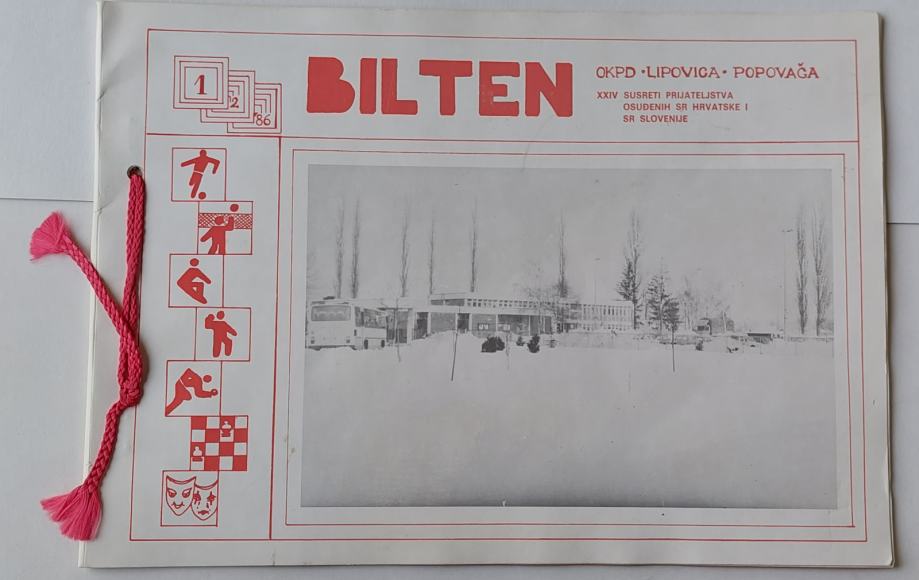 1
2
'86
BILTEN
OKPD · LIPOVICA · POPOVAČA
XXIV SUSRETI PRIJATELJSTVA
OSUĐENIH SR HRVATSKE I
SR SLOVENIJE